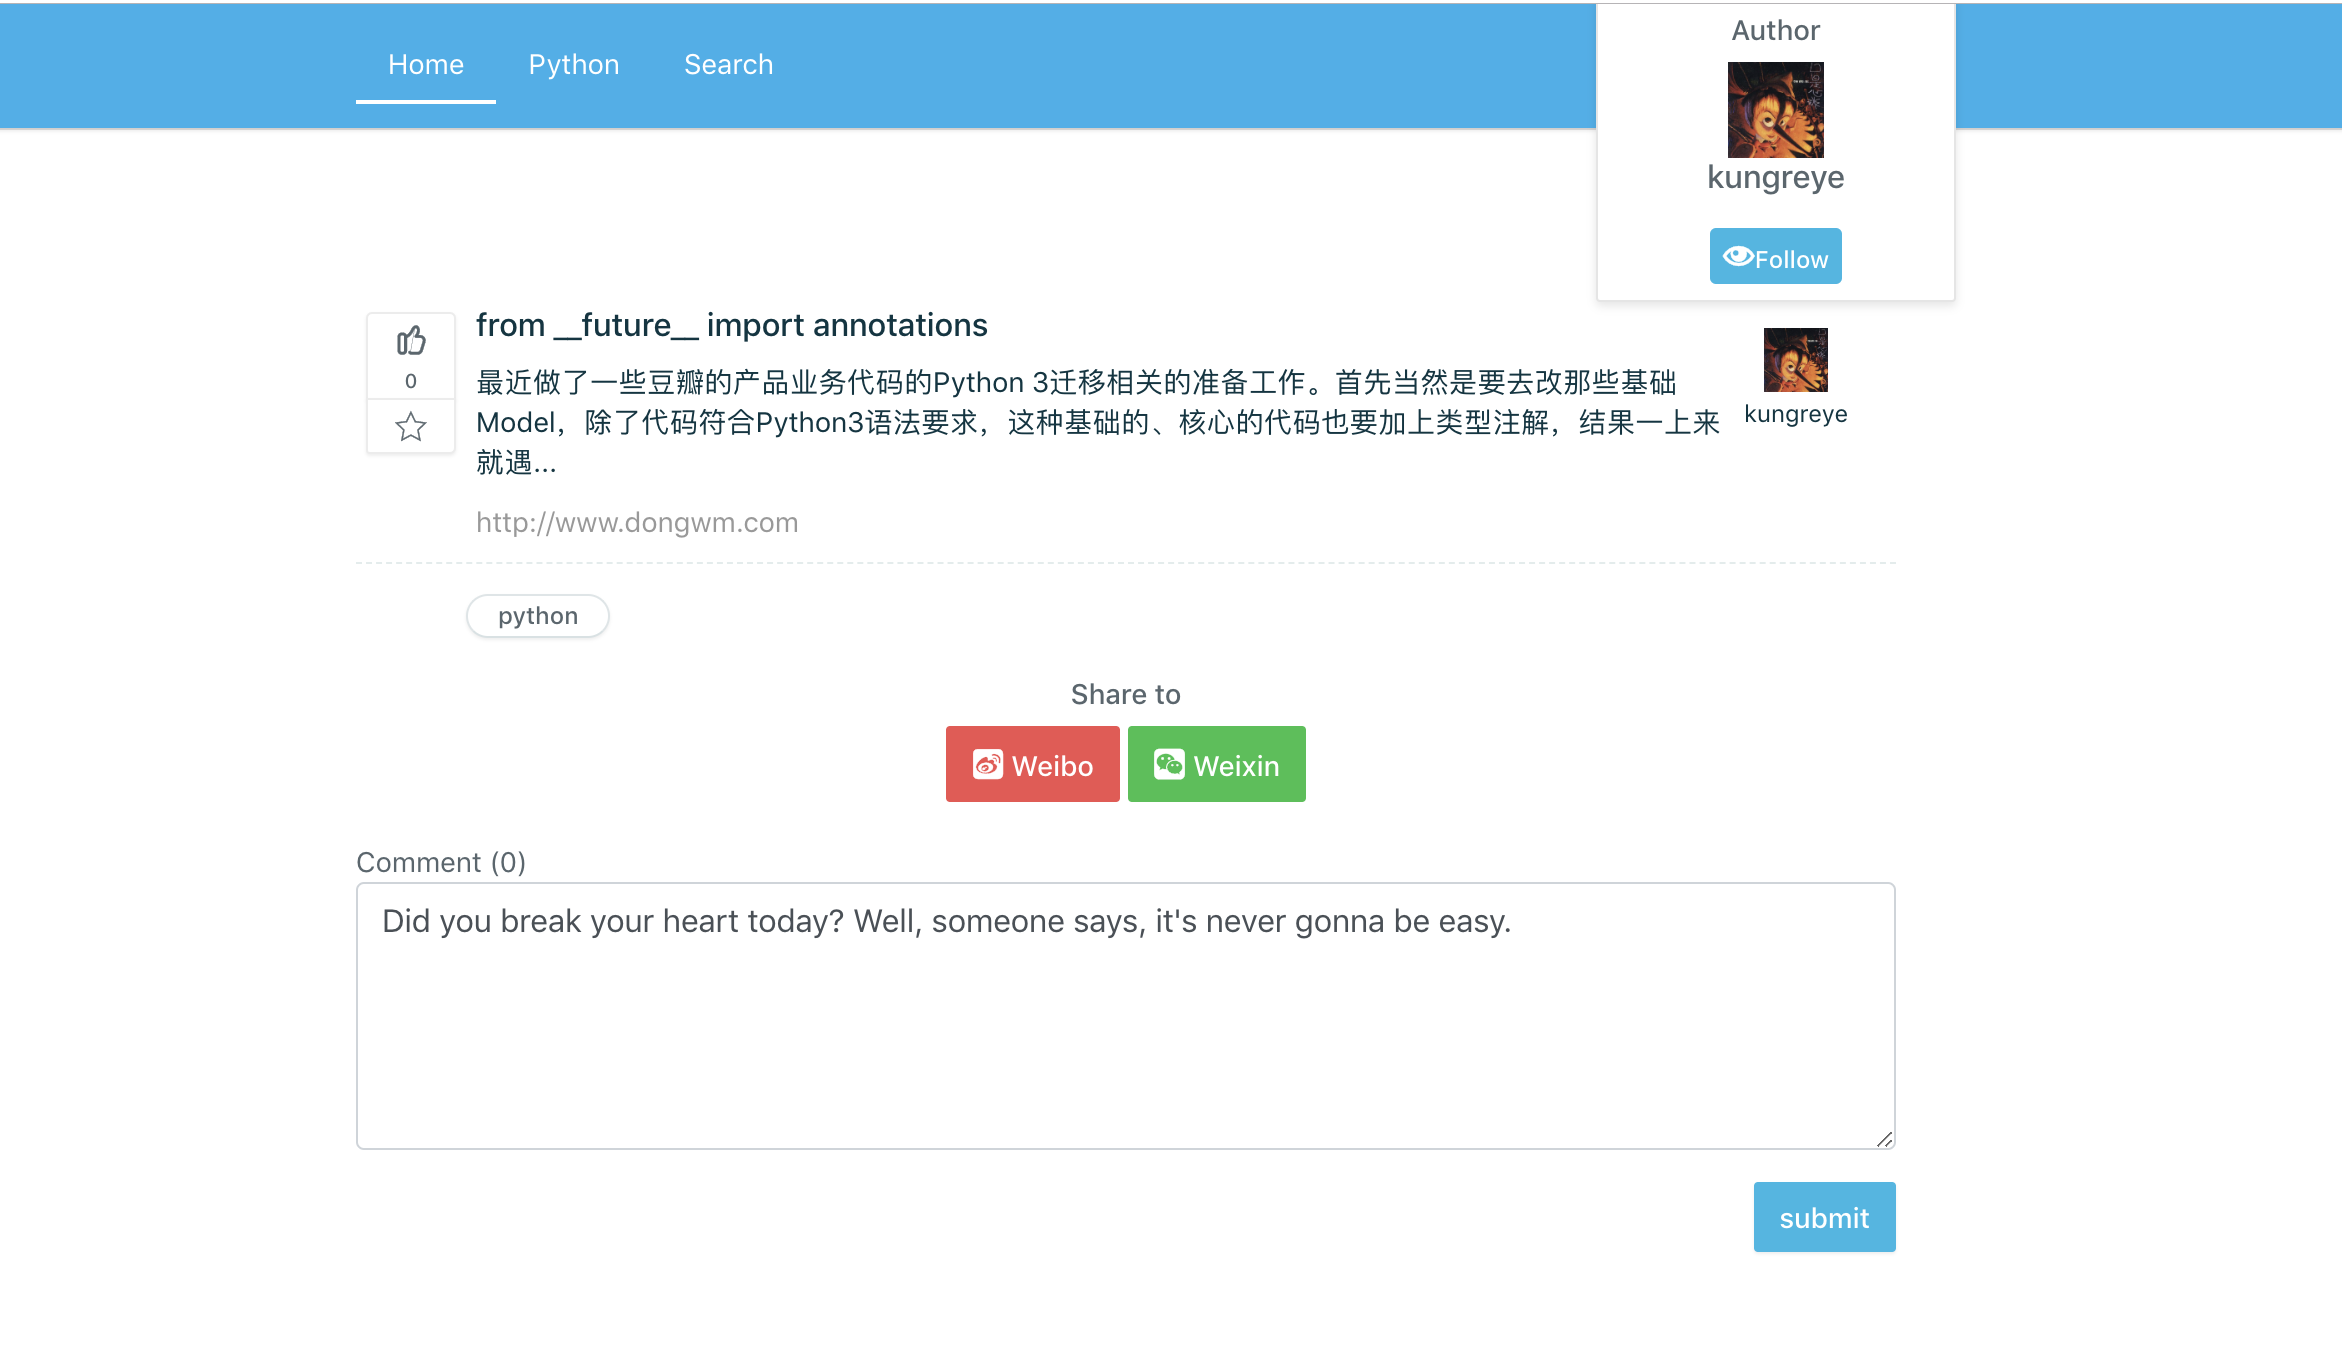 Home Python Search
Author
kungreye
Follow
from __future__ import annotations
最近做了一些豆瓣的产品业务代码的Python 3迁移相关的准备工作。首先当然是要去改那些基础
Model，除了代码符合Python3语法要求，这种基础的、核心的代码也要加上类型注解，结果一上来
就遇...
http://www.dongwm.com
0
kungreye
python
Share to
Weibo Weixin
Comment (0)
Did you break your heart today? Well, someone says, it's never gonna be easy.
submit